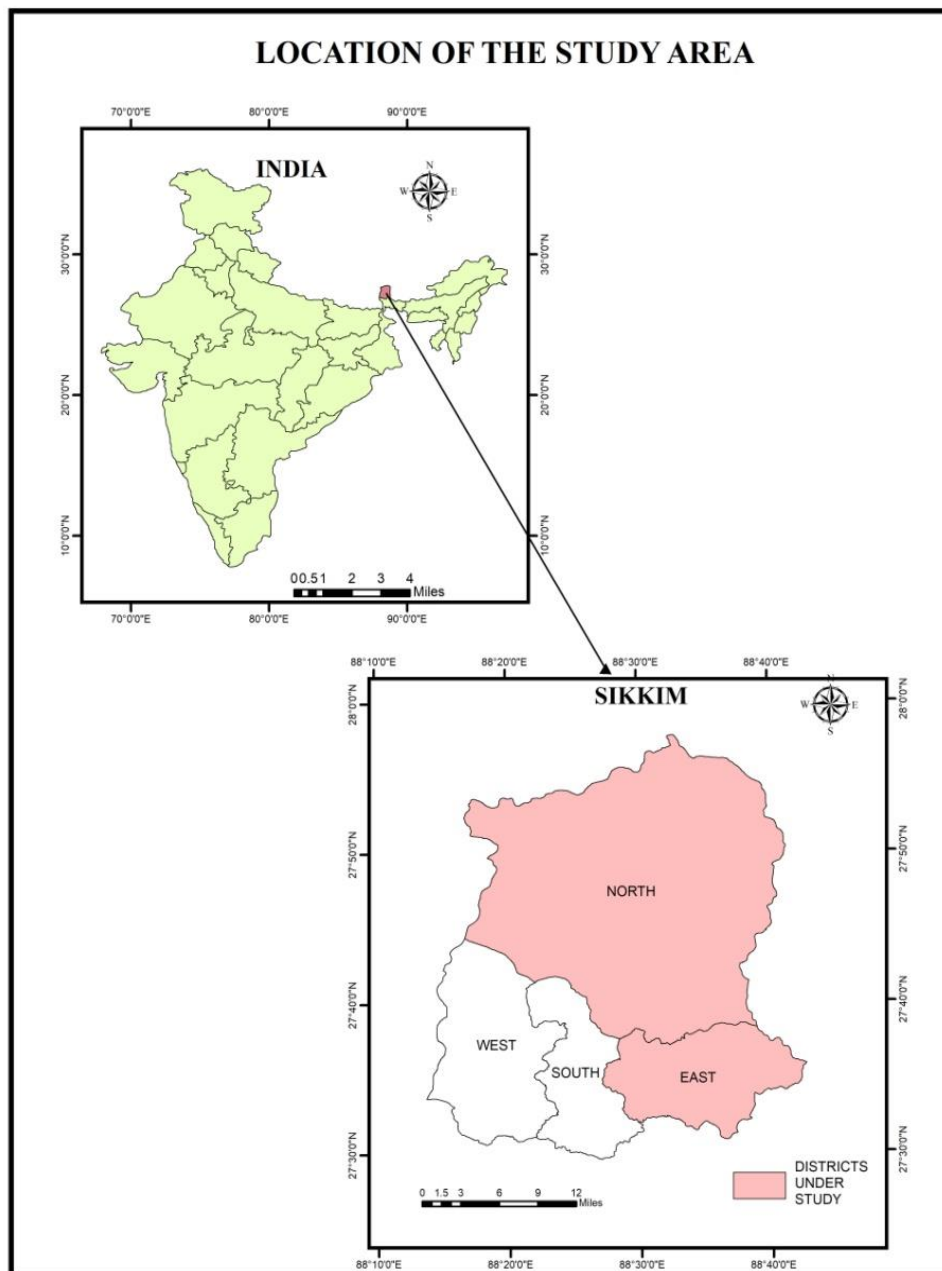 LOCATION OF THE STUDY AREA
70°0'0"E 80°0'0"E 90°0'0"E
INDIA
N
W E
S
30°0'0"N 30°0'0"N
20°0'0"N 20°0'0"N
10°0'0"N 10°0'0"N
0 0.5 1 2 3 4
Miles
70°0'0"E 80°0'0"E 90°0'0"E
88°10'0"E 88°20'0"E 88°30'0"E 88°40'0"E
SIKKIM
N
W E
S
28°0'0"N 28°0'0"N
27°50'0"N 27°50'0"N
NORTH
27°40'0"N 27°40'0"N
WEST
SOUTH
EAST
27°30'0"N 27°30'0"N
DISTRICTS
UNDER
STUDY
0 1.5 3 6 9 12
Miles
88°10'0"E 88°20'0"E 88°30'0"E 88°40'0"E